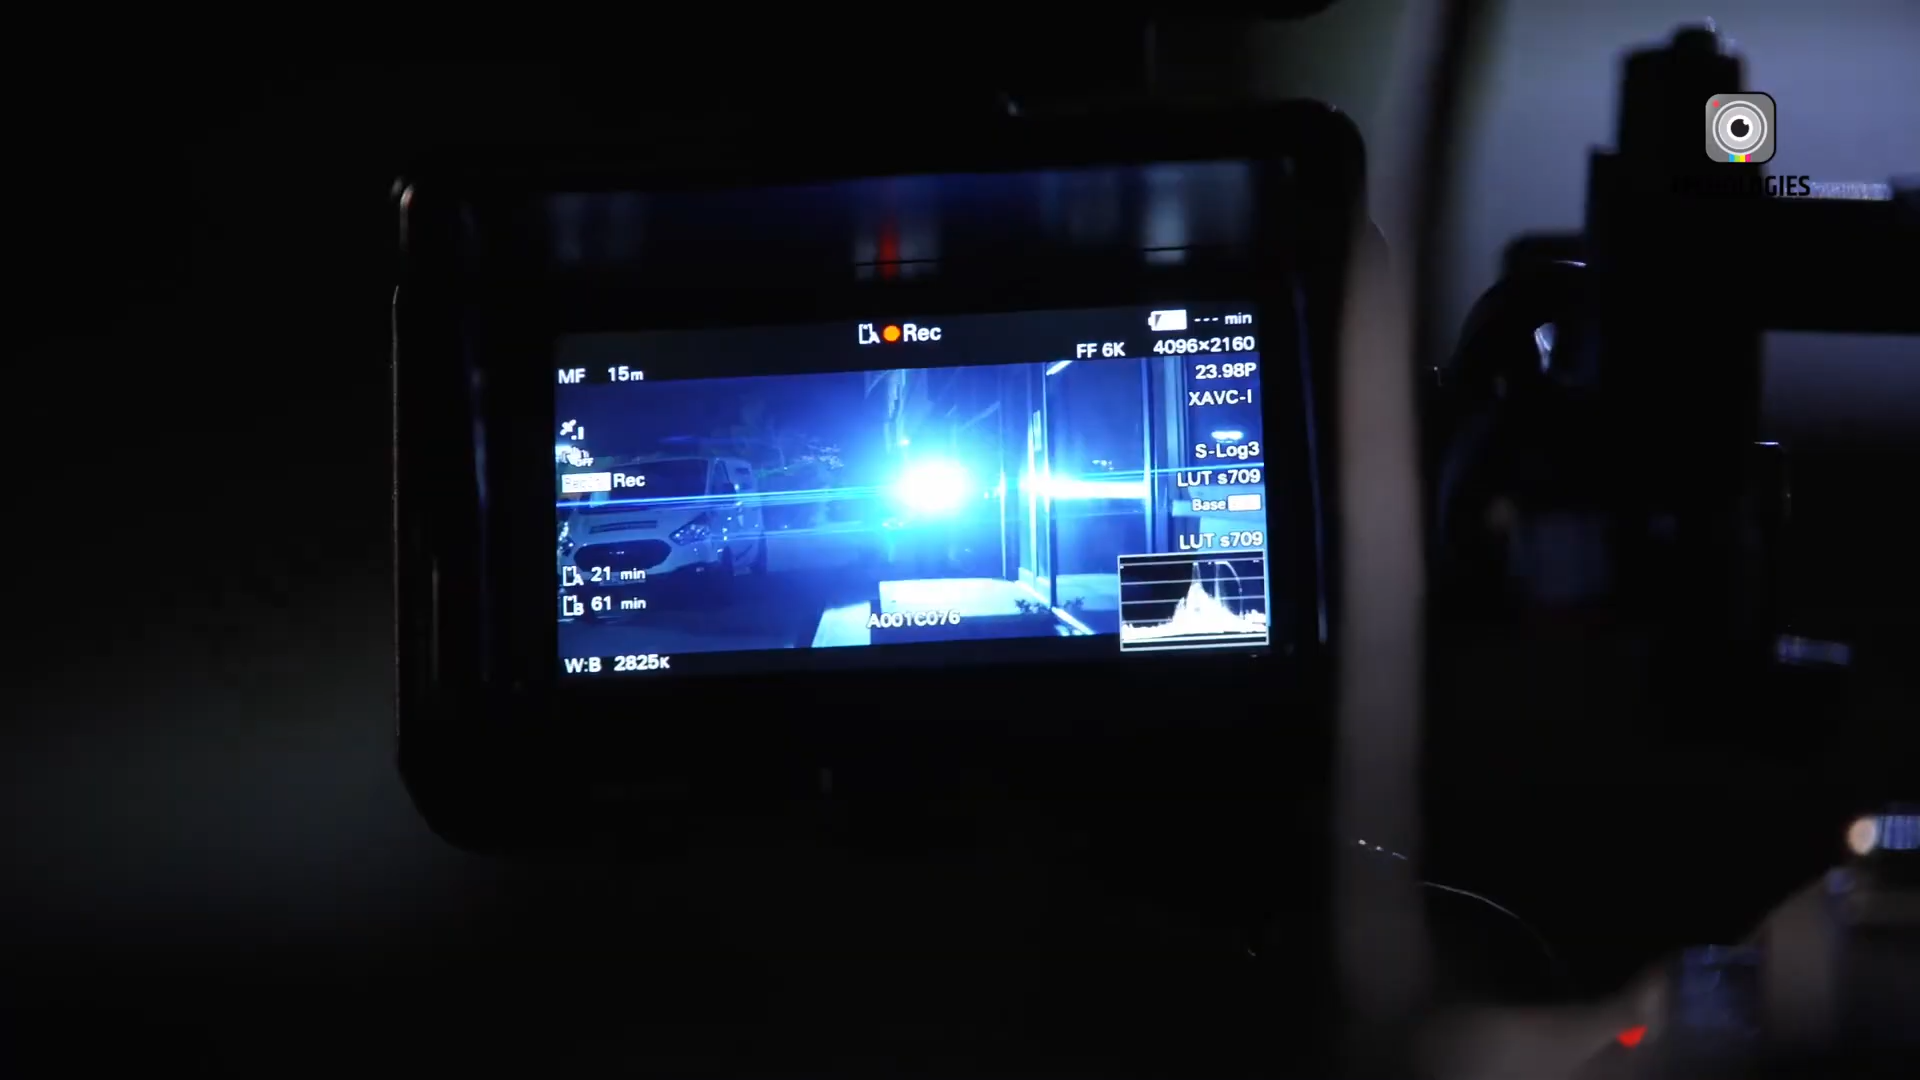 Rec
--- min
FF 6K 4096×2160
MF 15m
23.98P
XAVC-I
S-Log3
LUT s709
Rec
Base
LUT s709
A 21 min
B 61 min
A001C076
W:B 2825K